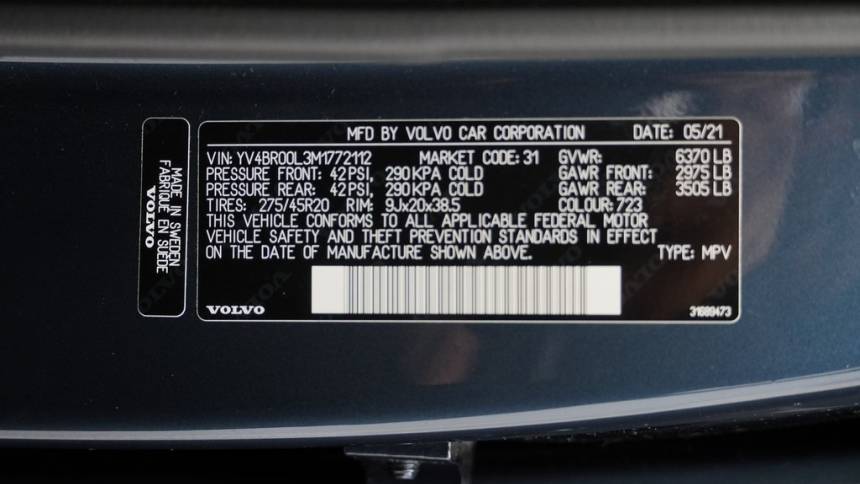 MFD BY VOLVO CAR CORPORATION DATE: 05/21
VIN: YV4BR00L3M1772112 MARKET CODE: 31 GVWR: 6370 LB
PRESSURE FRONT: 42 PSI, 290 KPA COLD GAWR FRONT: 2975 LB
PRESSURE REAR: 42 PSI, 290 KPA COLD GAWR REAR: 3505 LB
TIRES: 275/45R20 RIM: 9Jx20x38.5 COLOUR: 723
THIS VEHICLE CONFORMS TO ALL APPLICABLE FEDERAL MOTOR
VEHICLE SAFETY AND THEFT PREVENTION STANDARDS IN EFFECT
ON THE DATE OF MANUFACTURE SHOWN ABOVE. TYPE: MPV
VOLVO 31689473
MADE IN SWEDEN
FABRIQUÉ EN SUÈDE
VOLVO